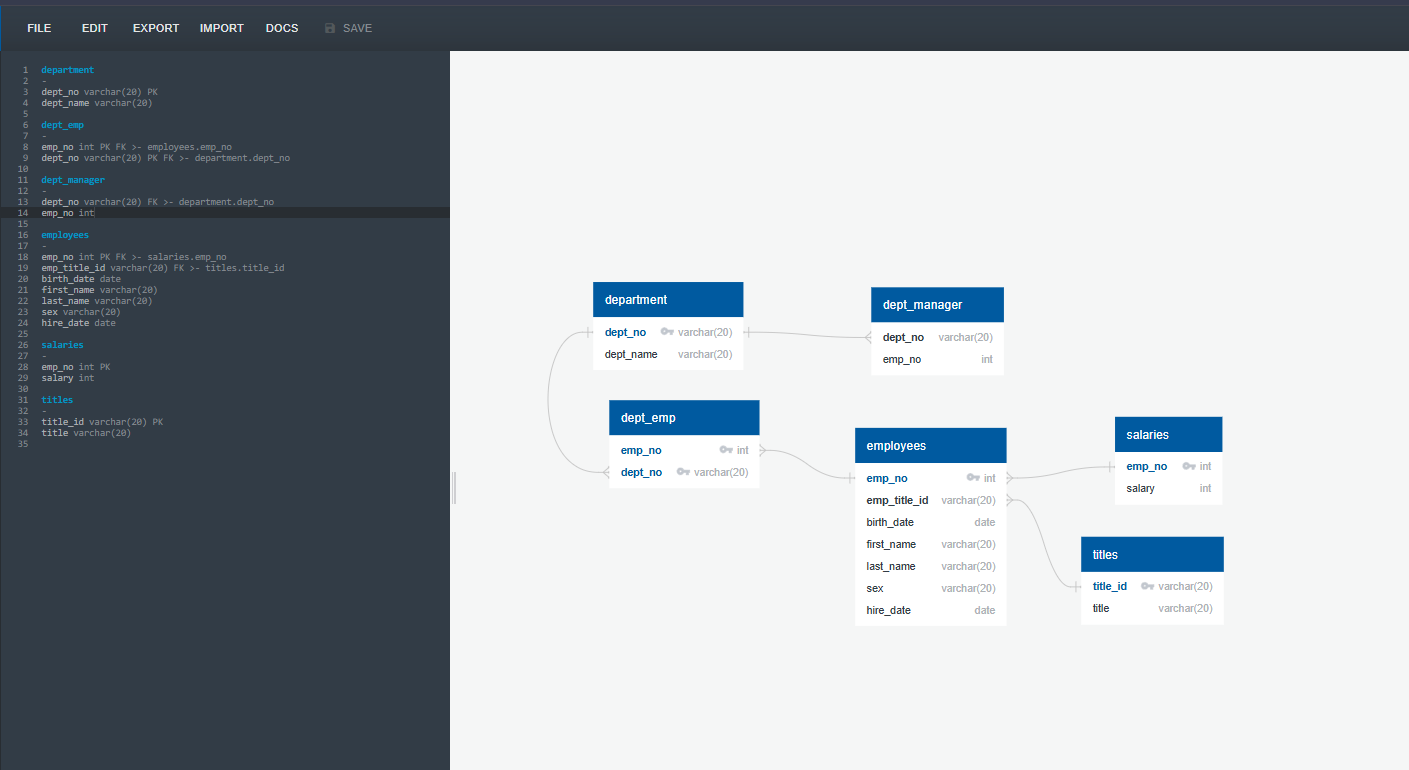 FILE EDIT EXPORT IMPORT DOCS SAVE
1 department
2 -
3 dept_no varchar(20) PK
4 dept_name varchar(20)
5
6 dept_emp
7 -
8 emp_no int PK FK >- employees.emp_no
9 dept_no varchar(20) PK FK >- department.dept_no
10
11 dept_manager
12 -
13 dept_no varchar(20) FK >- department.dept_no
14 emp_no int
15
16 employees
17 -
18 emp_no int PK FK >- salaries.emp_no
19 emp_title_id varchar(20) FK >- titles.title_id
20 birth_date date
21 first_name varchar(20)
22 last_name varchar(20)
23 sex varchar(20)
24 hire_date date
25
26 salaries
27 -
28 emp_no int PK
29 salary int
30
31 titles
32 -
33 title_id varchar(20) PK
34 title varchar(20)
35
department
dept_no varchar(20)
dept_name varchar(20)
dept_manager
dept_no varchar(20)
emp_no int
dept_emp
emp_no int
dept_no varchar(20)
employees
emp_no int
emp_title_id varchar(20)
birth_date date
first_name varchar(20)
last_name varchar(20)
sex varchar(20)
hire_date date
salaries
emp_no int
salary int
titles
title_id varchar(20)
title varchar(20)